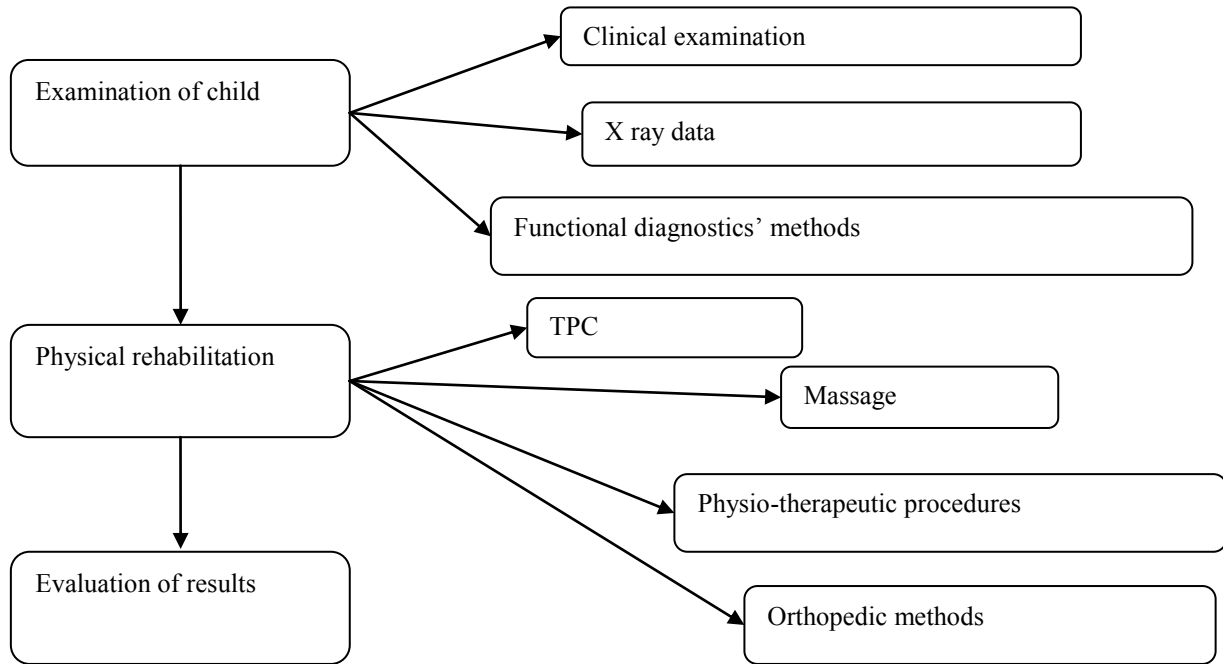 Clinical examination
Examination of child
X ray data
Functional diagnostics’ methods
TPC
Physical rehabilitation
Massage
Physio-therapeutic procedures
Evaluation of results
Orthopedic methods